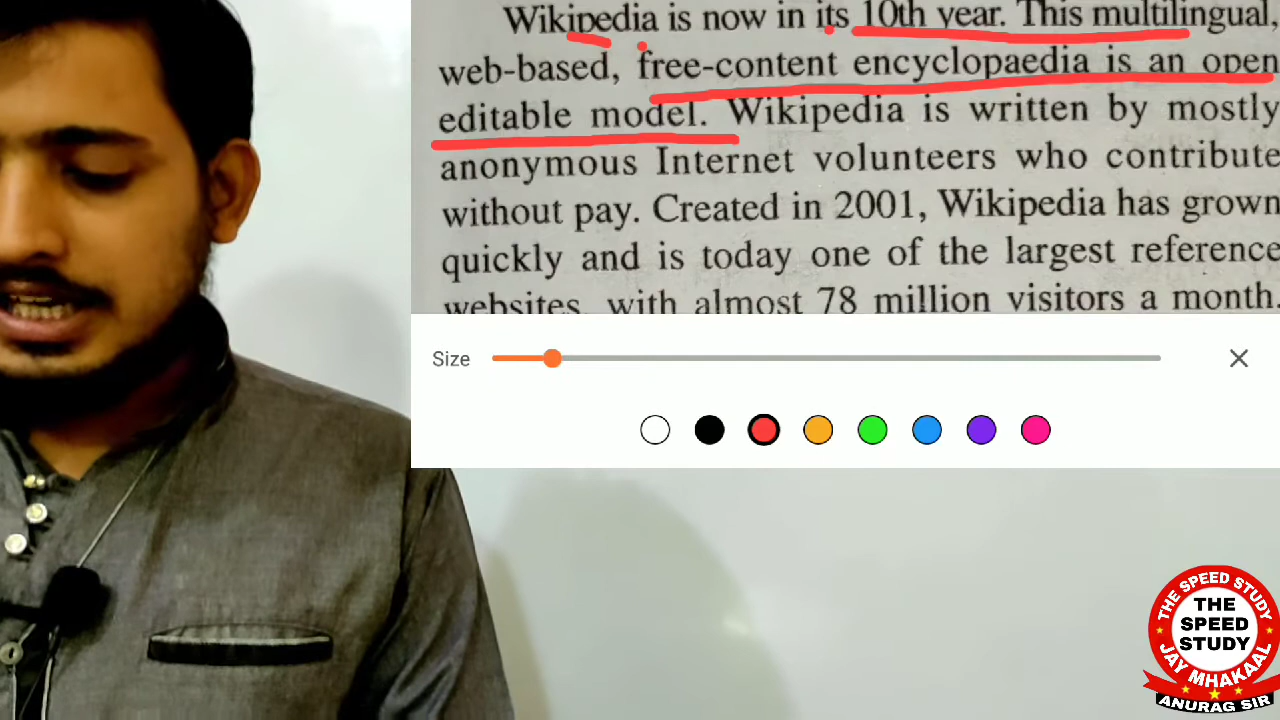 Wikipedia is now in its 10th year. This multilingual,
web-based, free-content encyclopaedia is an open
editable model. Wikipedia is written by mostly
anonymous Internet volunteers who contribute
without pay. Created in 2001, Wikipedia has grown
quickly and is today one of the largest reference
websites, with almost 78 million visitors a month.
Size
THE SPEED STUDY
THE
SPEED
STUDY
JAY MHAKAAL
ANURAG SIR